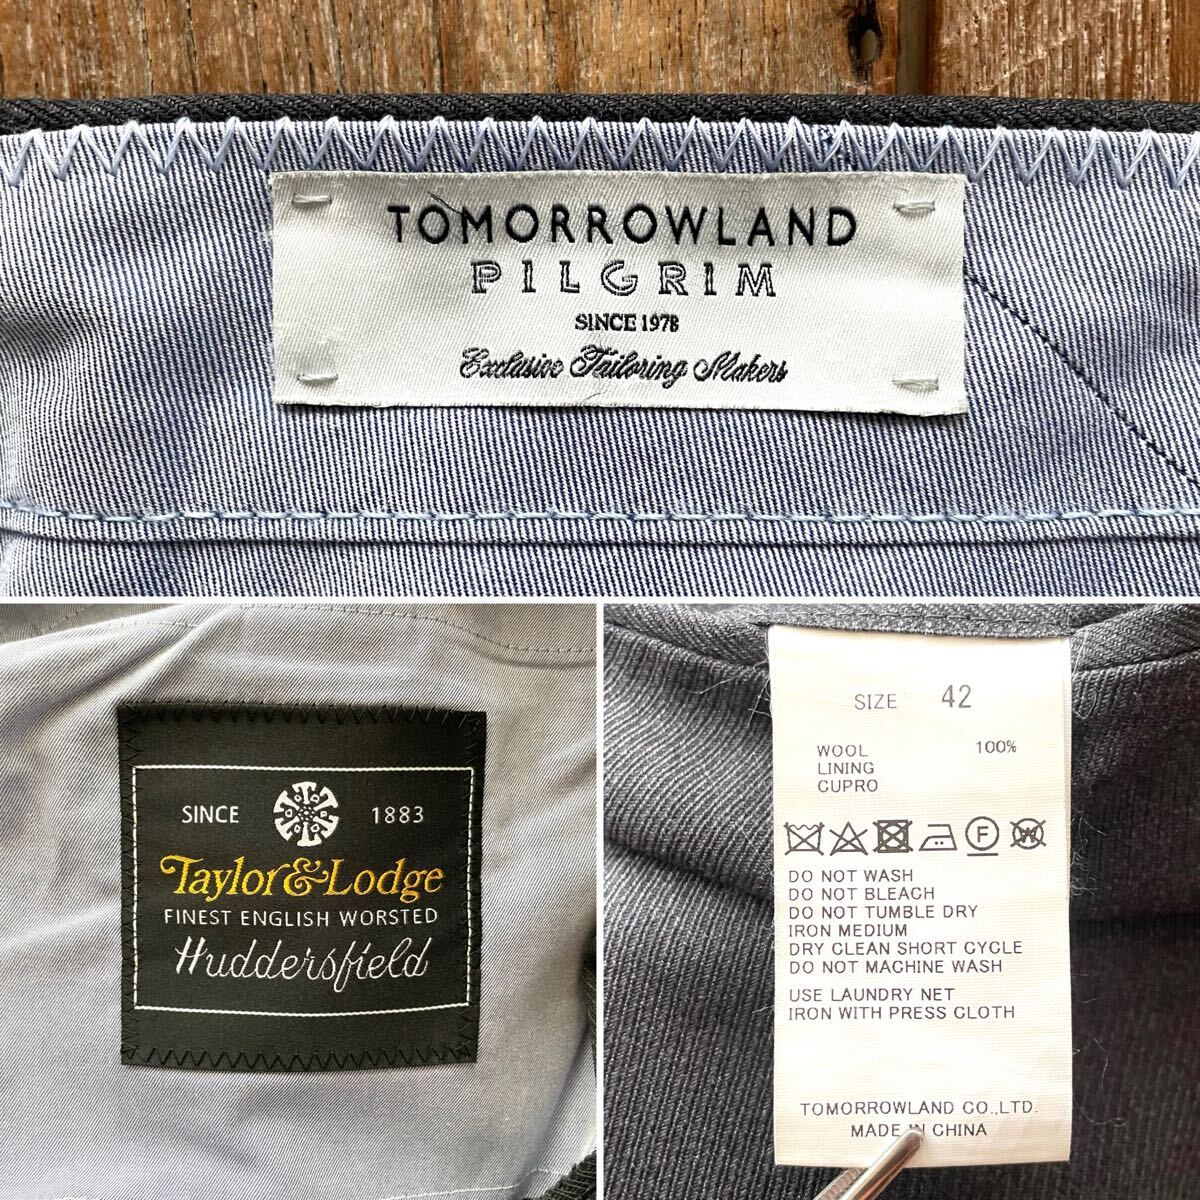 TOMORROWLAND
PILGRIM
SINCE 1978
Exclusive Tailoring Makers
SINCE 1883
Taylor & Lodge
FINEST ENGLISH WORSTED
Huddersfield
SIZE 42
WOOL 100%
LINING
CUPRO
F
W
DO NOT WASH
DO NOT BLEACH
DO NOT TUMBLE DRY
IRON MEDIUM
DRY CLEAN SHORT CYCLE
DO NOT MACHINE WASH
USE LAUNDRY NET
IRON WITH PRESS CLOTH
TOMORROWLAND CO.,LTD.
MADE IN CHINA